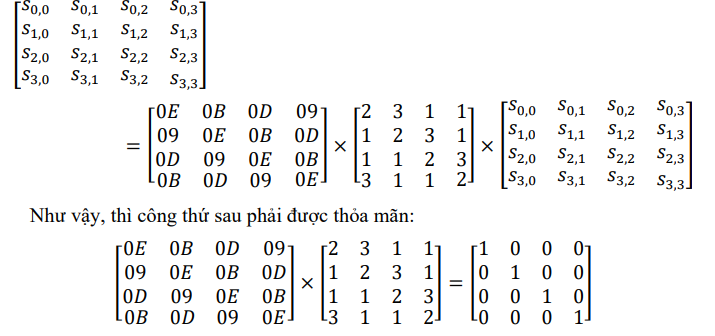 [s0,0 s0,1 s0,2 s0,3]
[s1,0 s1,1 s1,2 s1,3]
[s2,0 s2,1 s2,2 s2,3]
[s3,0 s3,1 s3,2 s3,3]
= [0E 0B 0D 09] × [2 3 1 1] × [s0,0 s0,1 s0,2 s0,3]
[09 0E 0B 0D] [1 2 3 1] [s1,0 s1,1 s1,2 s1,3]
[0D 09 0E 0B] [1 1 2 3] [s2,0 s2,1 s2,2 s2,3]
[0B 0D 09 0E] [3 1 1 2] [s3,0 s3,1 s3,2 s3,3]
Như vậy, thì công thứ sau phải được thỏa mãn:
[0E 0B 0D 09] × [2 3 1 1] = [1 0 0 0]
[09 0E 0B 0D] [1 2 3 1] [0 1 0 0]
[0D 09 0E 0B] [1 1 2 3] [0 0 1 0]
[0B 0D 09 0E] [3 1 1 2] [0 0 0 1]